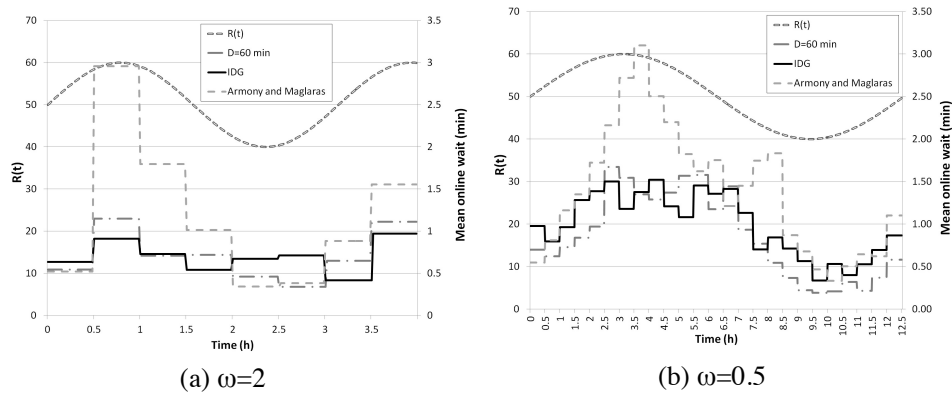 70
60
50
40
30
20
10
0
R(t)
3.5
3
2.5
2
1.5
1
0.5
0
Mean online wait (min)
R(t)
D=60 min
IDG
Armony and Maglaras
0 0.5 1 1.5 2 2.5 3 3.5
Time (h)
(a) ω=2
70
60
50
40
30
20
10
0
R(t)
3.50
3.00
2.50
2.00
1.50
1.00
0.50
0.00
Mean online wait (min)
R(t)
D=60 min
IDG
Armony and Maglaras
0 0.5 1 1.5 2 2.5 3 3.5 4 4.5 5 5.5 6 6.5 7 7.5 8 8.5 9 9.5 10 10.5 11 11.5 12 12.5
Time (h)
(b) ω=0.5